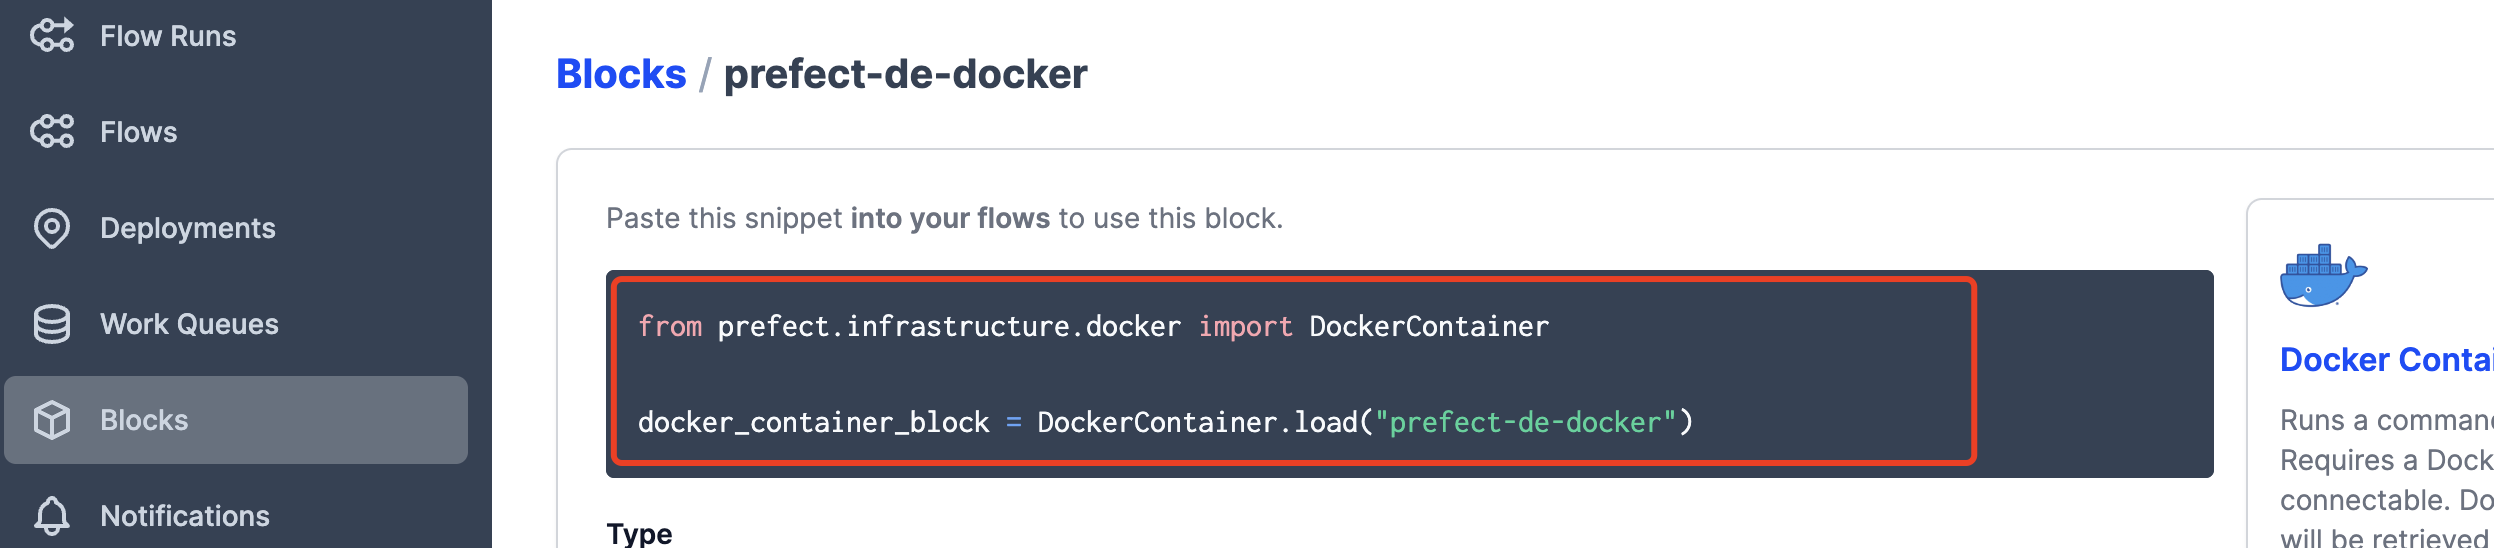 Flow Runs
Flows
Deployments
Work Queues
Blocks
Notifications
Blocks / prefect-de-docker
Paste this snippet into your flows to use this block.
from prefect.infrastructure.docker import DockerContainer
docker_container_block = DockerContainer.load("prefect-de-docker")
Type
Docker Contai
Runs a comman
Requires a Dock
connectable. Do
will be retrieved